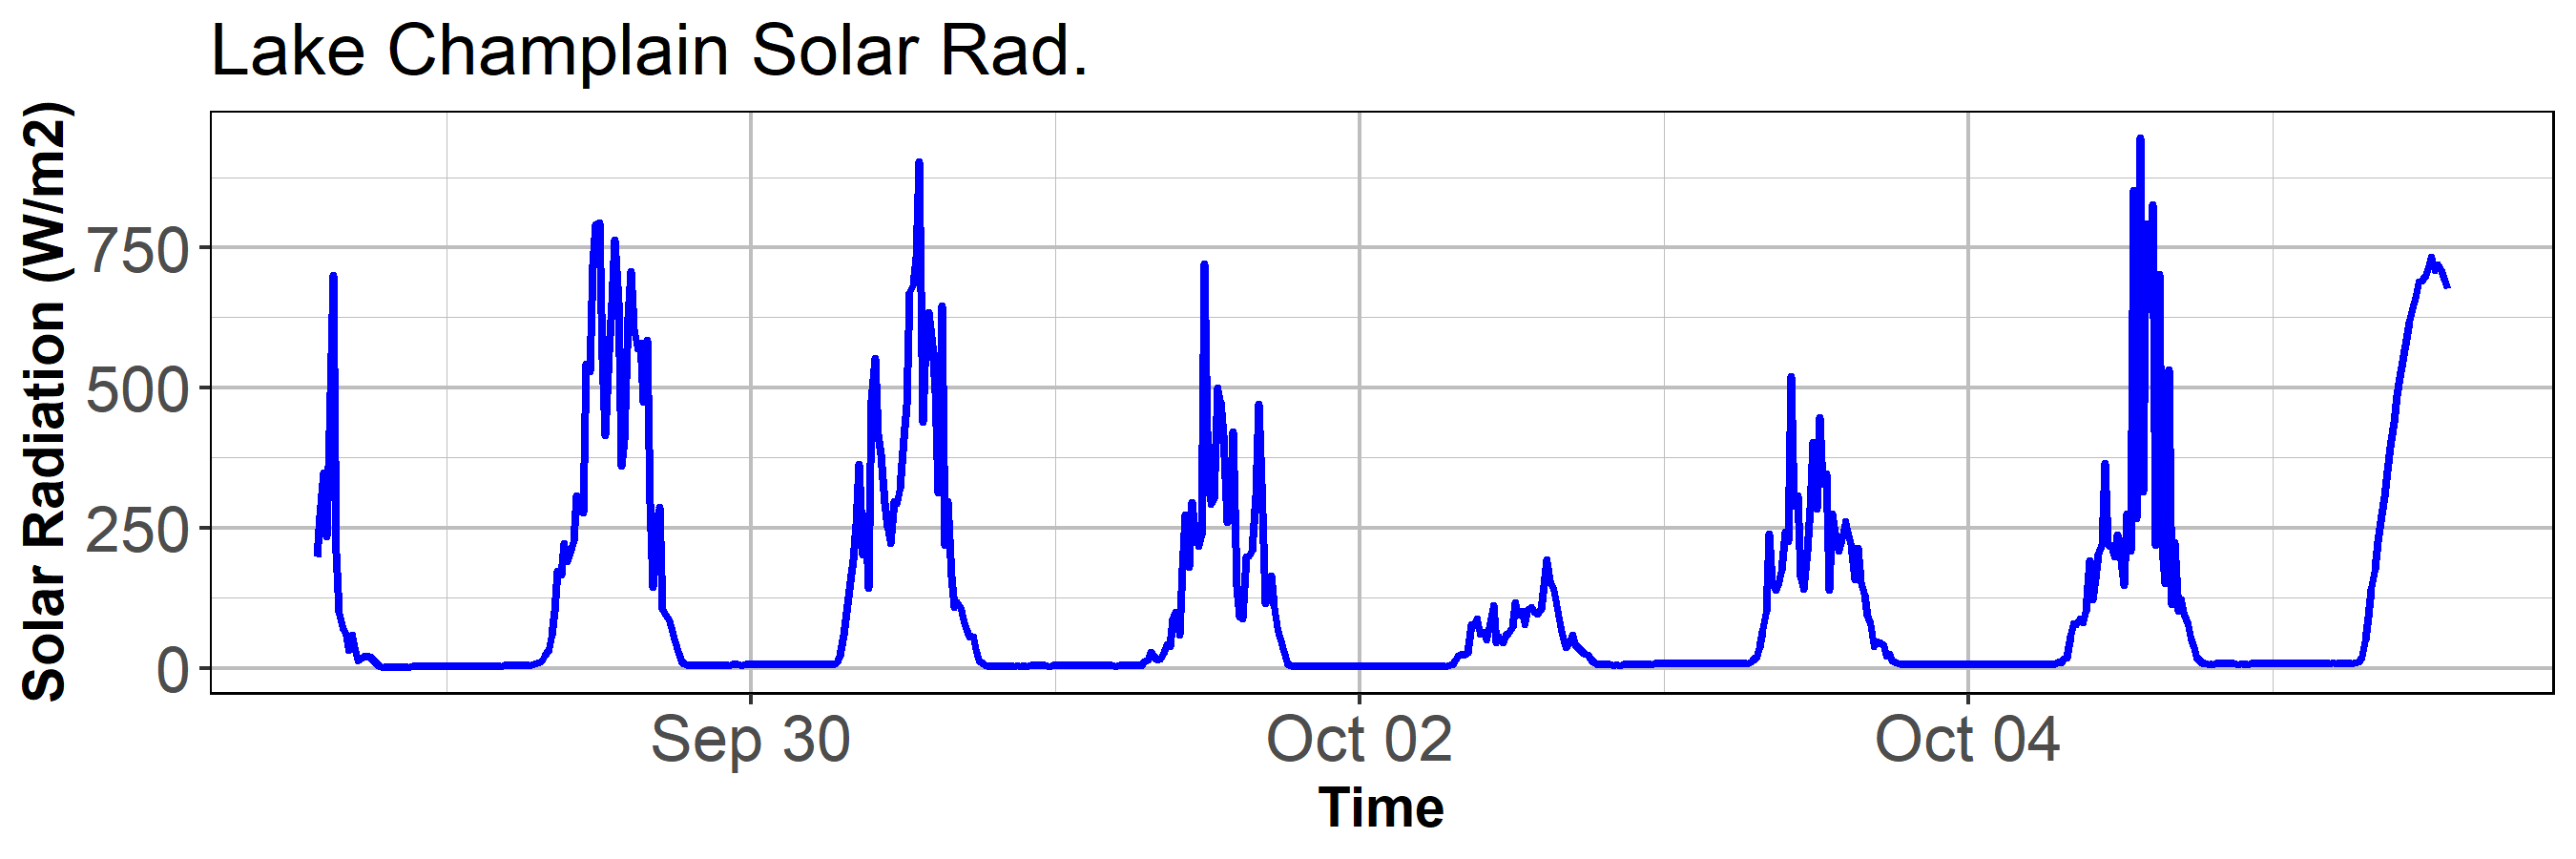 Lake Champlain Solar Rad.
Solar Radiation (W/m2)
750
500
250
0
Sep 30
Oct 02
Oct 04
Time